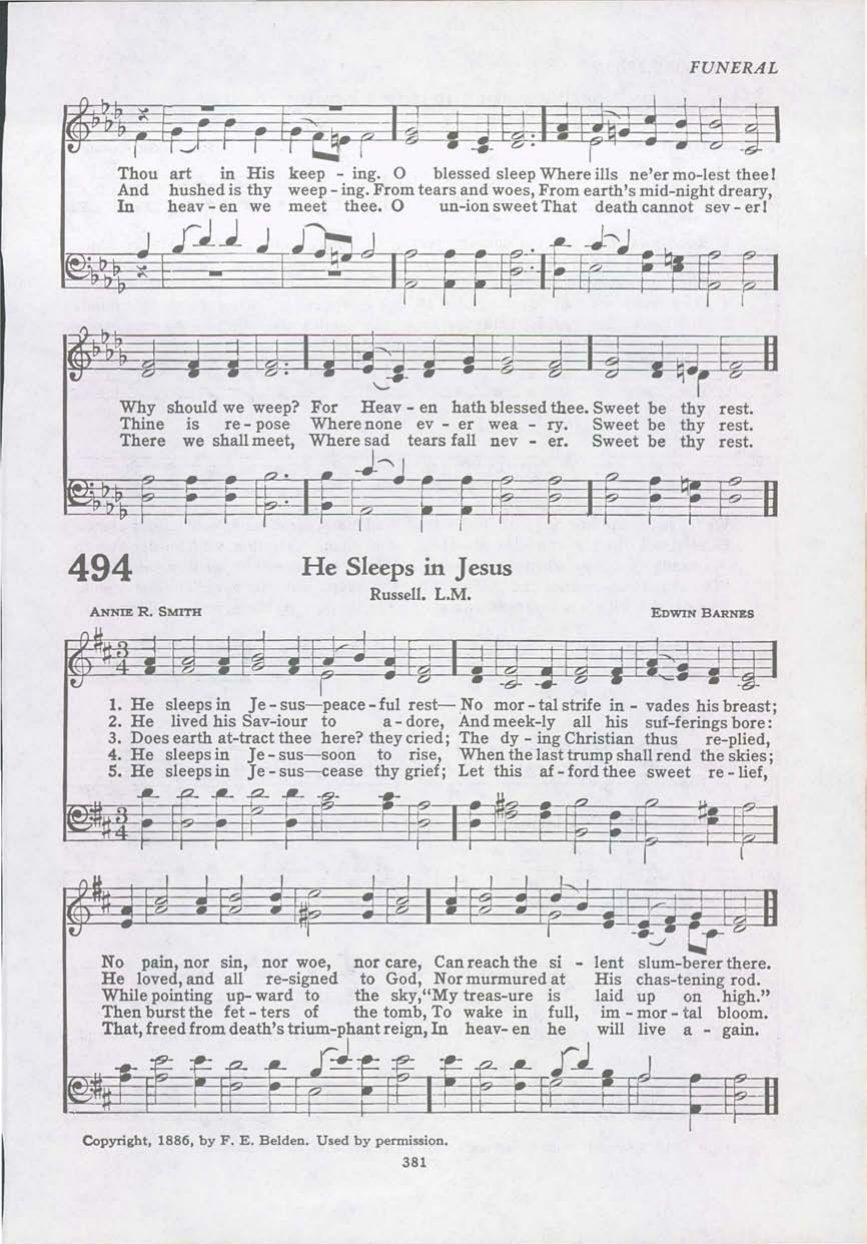 FUNERAL
Thou art in His keep - ing. O blessed sleep Where ills ne'er mo-lest thee!
And hushed is thy weep - ing. From tears and woes, From earth's mid-night dreary,
In heav - en we meet thee. O un-ion sweet That death cannot sev - er!
Why should we weep? For Heav - en hath blessed thee. Sweet be thy rest.
Thine is re - pose Where none ev - er wea - ry. Sweet be thy rest.
There we shall meet, Where sad tears fall nev - er. Sweet be thy rest.
494 He Sleeps in Jesus
Russell. L.M.
ANNIE R. SMITH EDWIN BARNES
3 4
1. He sleeps in Je - sus—peace - ful rest— No mor - tal strife in - vades his breast;
2. He lived his Sav-iour to a - dore, And meek-ly all his suf-ferings bore:
3. Does earth at-tract thee here? they cried; The dy - ing Christian thus re-plied,
4. He sleeps in Je - sus—soon to rise, When the last trump shall rend the skies;
5. He sleeps in Je - sus—cease thy grief; Let this af - ford thee sweet re - lief,
3 4
No pain, nor sin, nor woe, nor care, Can reach the si - lent slum-berer there.
He loved, and all re-signed to God, Nor murmured at His chas-tening rod.
While pointing up- ward to the sky, "My treas-ure is laid up on high."
Then burst the fet - ters of the tomb, To wake in full, im - mor - tal bloom.
That, freed from death's trium-phant reign, In heav- en he will live a - gain.
Copyright, 1886, by F. E. Belden. Used by permission.
381